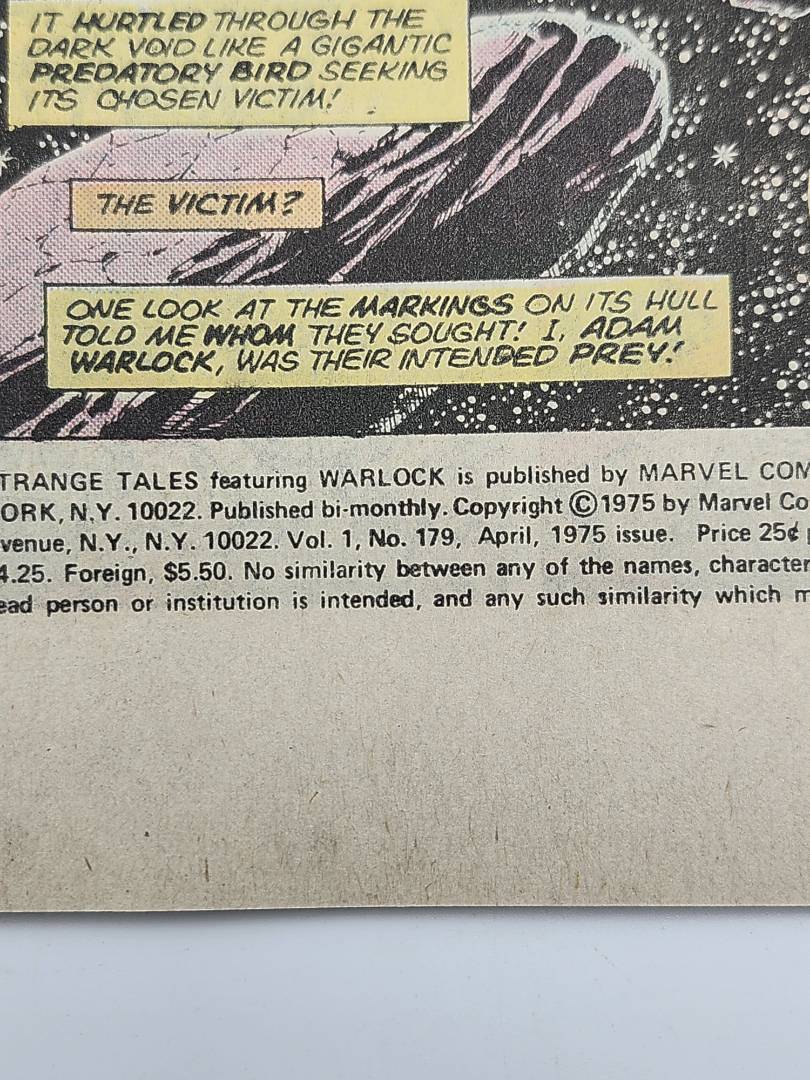 IT HURTLED THROUGH THE
DARK VOID LIKE A GIGANTIC
PREDATORY BIRD SEEKING
ITS CHOSEN VICTIM!
THE VICTIM?
ONE LOOK AT THE MARKINGS ON ITS HULL
TOLD ME WHOM THEY SOUGHT! I, ADAM
WARLOCK, WAS THEIR INTENDED PREY!
TRANGE TALES featuring WARLOCK is published by MARVEL COM
ORK, N.Y. 10022. Published bi-monthly. Copyright ©1975 by Marvel Co
venue, N.Y., N.Y. 10022. Vol. 1, No. 179, April, 1975 issue. Price 25¢
4.25. Foreign, $5.50. No similarity between any of the names, character
ead person or institution is intended, and any such similarity which m